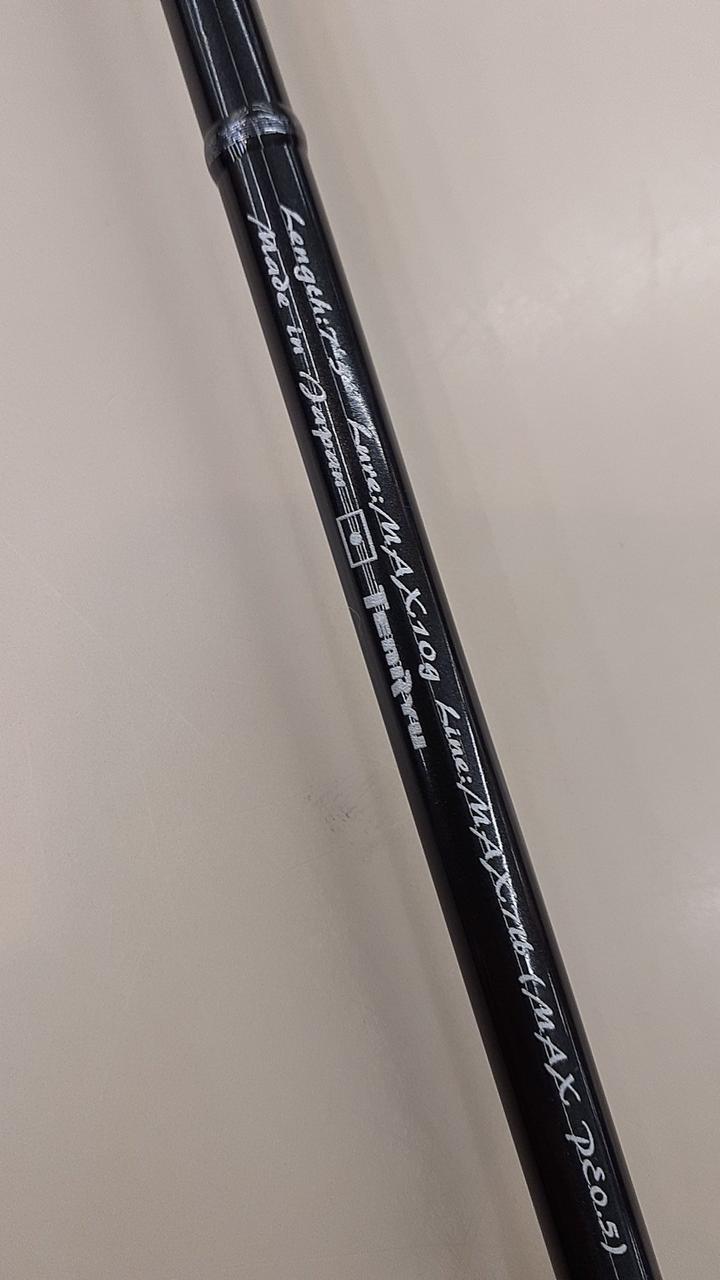 Length: Lure:MAX10g Line:MAX7lb (MAX PE0.5)
Made in Japan TenRyu